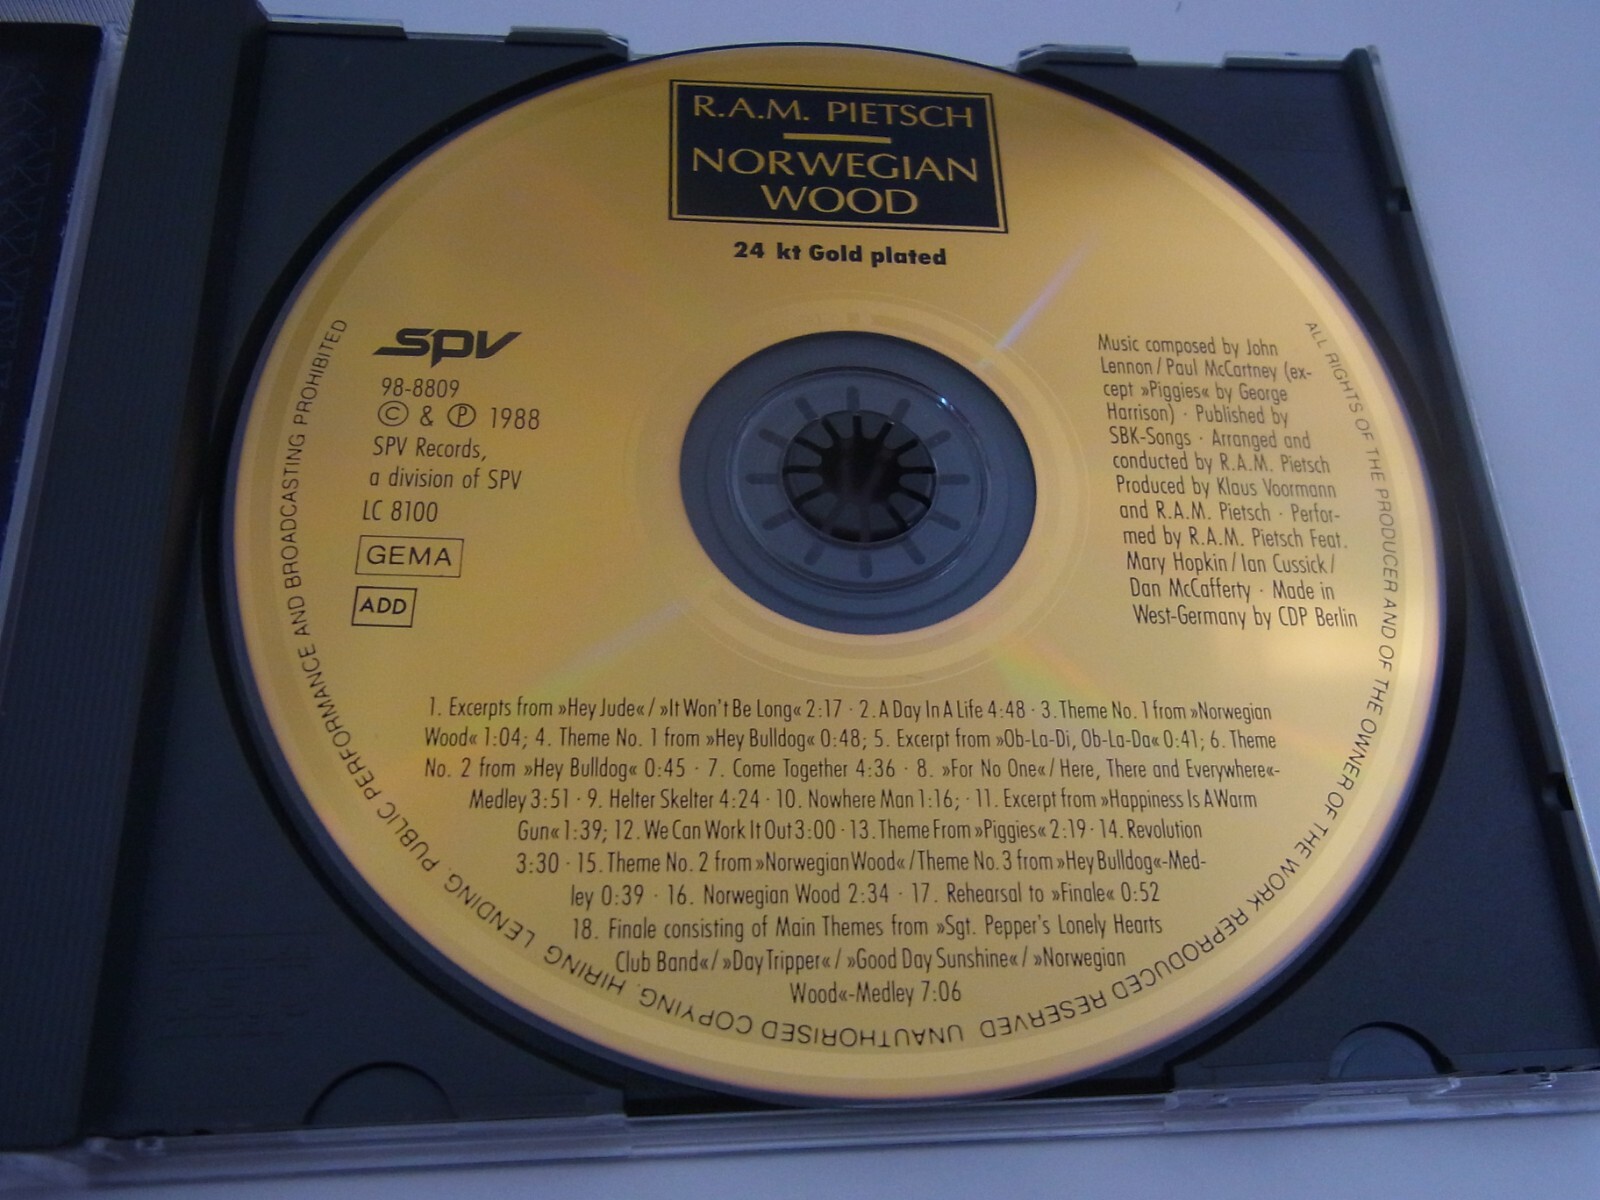 R.A.M. PIETSCH
NORWEGIAN
WOOD
24 kt Gold plated
spv
98-8809
© & ℗ 1988
SPV Records,
a division of SPV
LC 8100
GEMA
ADD
Music composed by John
Lennon/Paul McCartney (ex-
cept »Piggies« by George
Harrison) · Published by
SBK-Songs · Arranged and
conducted by R.A.M. Pietsch
Produced by Klaus Voormann
and R.A.M. Pietsch · Perfor-
med by R.A.M. Pietsch Feat.
Mary Hopkin/Ian Cussick/
Dan McCafferty · Made in
West-Germany by CDP Berlin
1. Excerpts from »Hey Jude«/»It Won't Be Long« 2:17 · 2. A Day In A Life 4:48 · 3. Theme No. 1 from »Norwegian
Wood« 1:04; 4. Theme No. 1 from »Hey Bulldog« 0:48; 5. Excerpt from »Ob-La-Di, Ob-La-Da« 0:41; 6. Theme
No. 2 from »Hey Bulldog« 0:45 · 7. Come Together 4:36 · 8. »For No One«/Here, There and Everywhere«-
Medley 3:51 · 9. Helter Skelter 4:24 · 10. Nowhere Man 1:16; · 11. Excerpt from »Happiness Is A Warm
Gun« 1:39; 12. We Can Work It Out 3:00 · 13. Theme From »Piggies« 2:19 · 14. Revolution
3:30 · 15. Theme No. 2 from »Norwegian Wood«/Theme No. 3 from »Hey Bulldog«-Med-
ley 0:39 · 16. Norwegian Wood 2:34 · 17. Rehearsal to »Finale« 0:52
18. Finale consisting of Main Themes from »Sgt. Pepper's Lonely Hearts
Club Band«/»Day Tripper«/»Good Day Sunshine«/»Norwegian
Wood«-Medley 7:06
ALL RIGHTS OF THE PRODUCER AND OF THE OWNER OF THE WORK REPRODUCED RESERVED UNAUTHORISED COPYING. HIRING. LENDING. PUBLIC PERFORMANCE AND BROADCASTING PROHIBITED